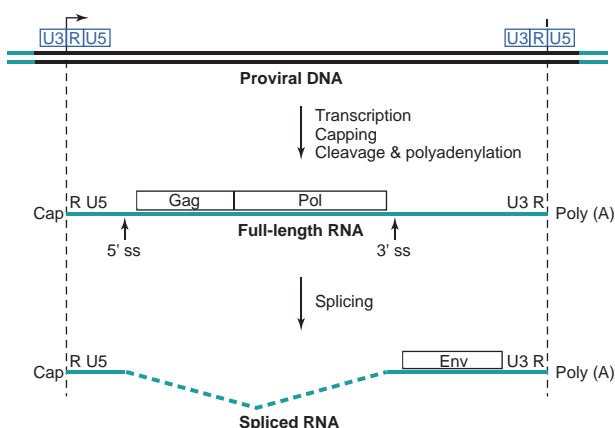 U3 R U5 U3 R U5
Proviral DNA
Transcription
Capping
Cleavage & polyadenylation
R U5 Gag Pol U3 R
Cap Poly (A)
Full-length RNA
5' ss 3' ss
Splicing
R U5 Env U3 R
Cap Poly (A)
Spliced RNA